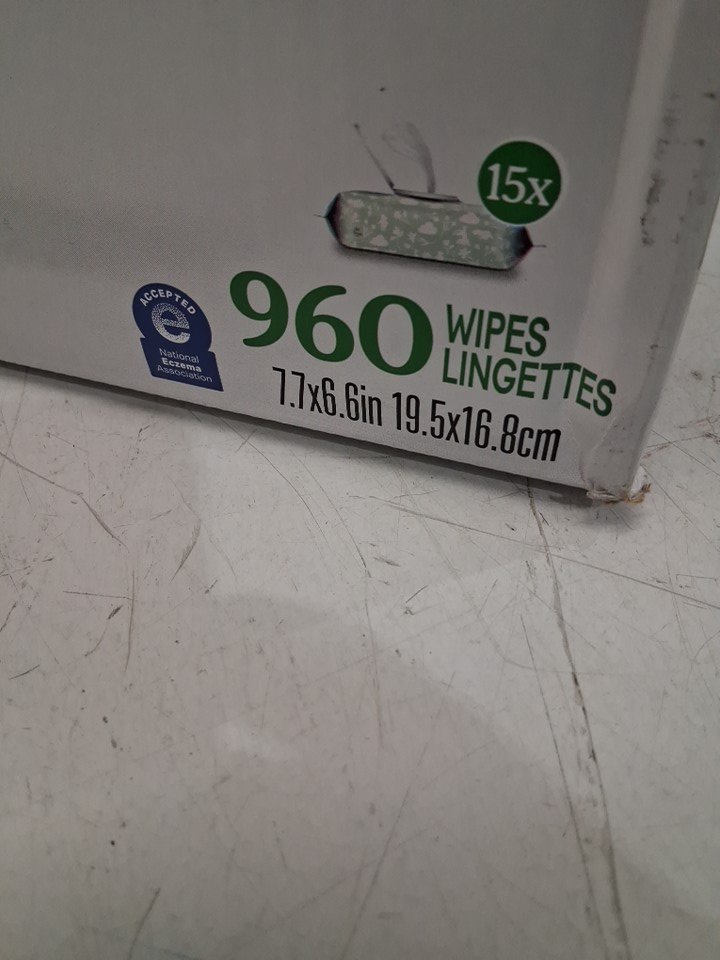 15x
ACCEPTED
e
National
Eczema
Association
960
WIPES
LINGETTES
7.7x6.6in 19.5x16.8cm